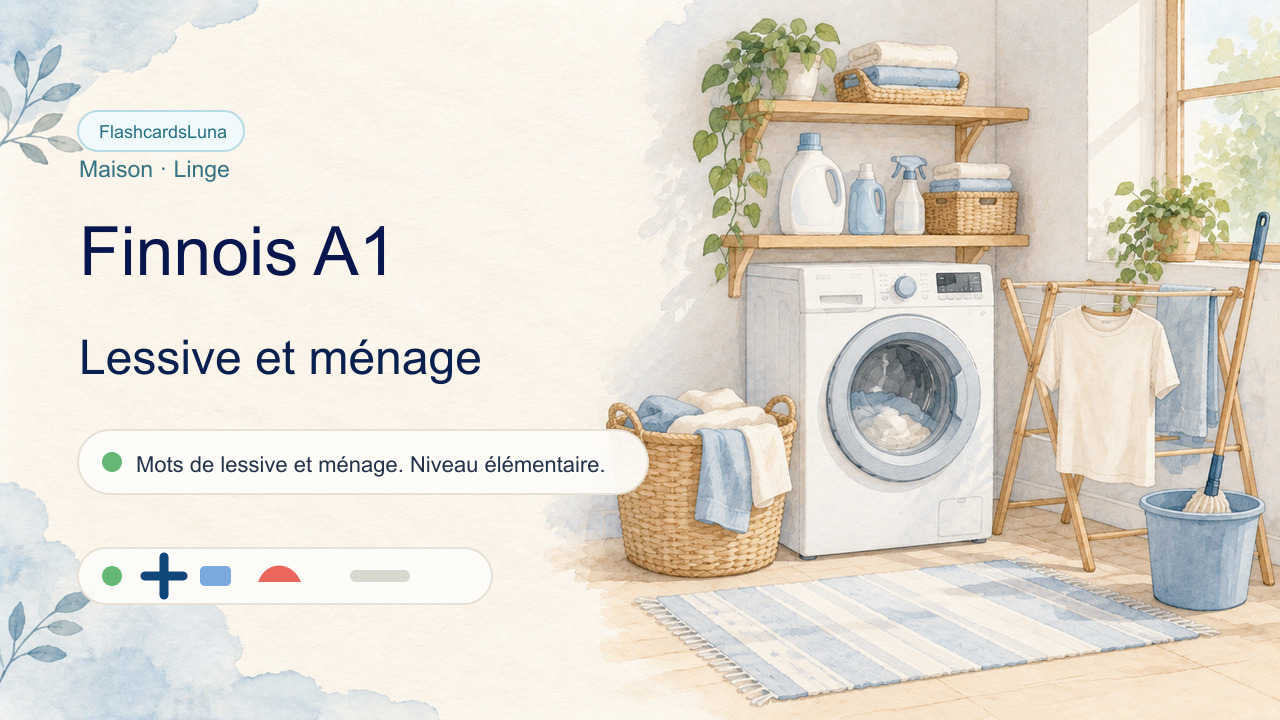 FlashcardsLuna
Maison · Linge
Finnois A1
Lessive et ménage
Mots de lessive et ménage. Niveau élémentaire.